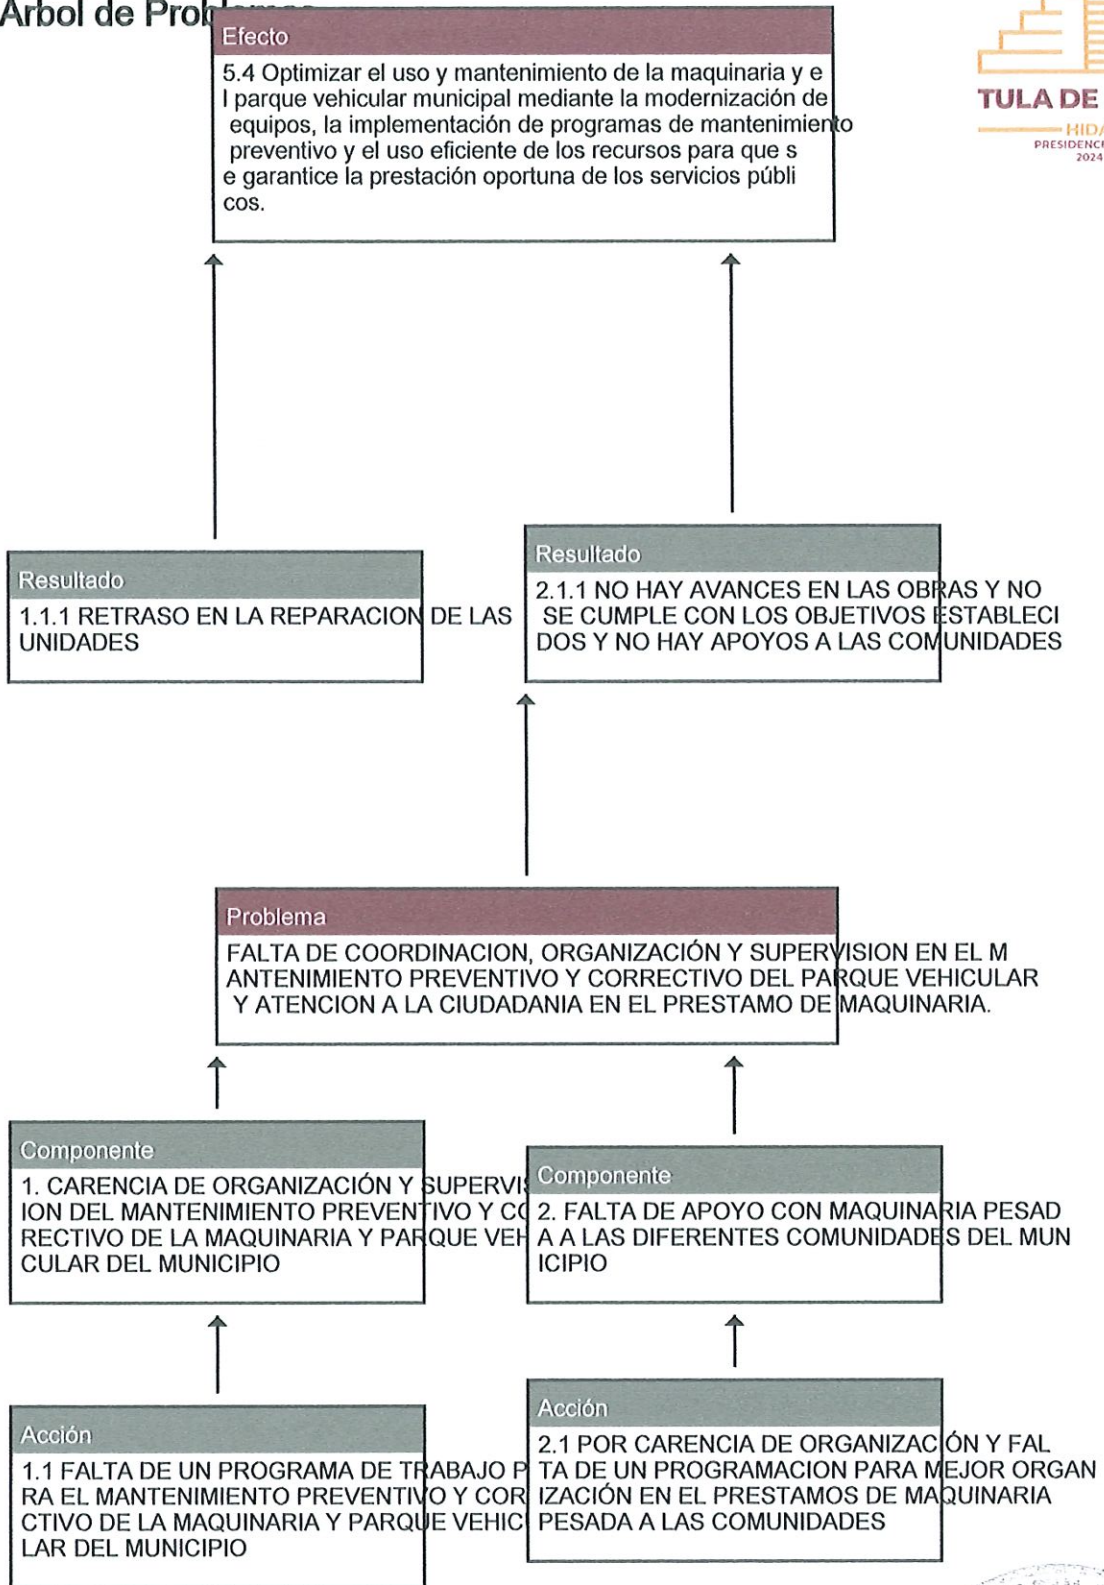 Arbol de Prob
Efecto
5.4 Optimizar el uso y mantenimiento de la maquinaria y e
l parque vehicular municipal mediante la modernización de
equipos, la implementación de programas de mantenimiento
preventivo y el uso eficiente de los recursos para que s
e garantice la prestación oportuna de los servicios públi
cos.
TULA DE
HID
PRESIDENC
2024
Resultado
1.1.1 RETRASO EN LA REPARACION DE LAS
UNIDADES
Resultado
2.1.1 NO HAY AVANCES EN LAS OBRAS Y NO
SE CUMPLE CON LOS OBJETIVOS ESTABLECI
DOS Y NO HAY APOYOS A LAS COMUNIDADES
Problema
FALTA DE COORDINACION, ORGANIZACIÓN Y SUPERVISION EN EL M
ANTENIMIENTO PREVENTIVO Y CORRECTIVO DEL PARQUE VEHICULAR
Y ATENCION A LA CIUDADANIA EN EL PRESTAMO DE MAQUINARIA.
Componente
1. CARENCIA DE ORGANIZACIÓN Y SUPERVIS
ION DEL MANTENIMIENTO PREVENTIVO Y CO
RECTIVO DE LA MAQUINARIA Y PARQUE VEH
CULAR DEL MUNICIPIO
Componente
2. FALTA DE APOYO CON MAQUINARIA PESAD
A A LAS DIFERENTES COMUNIDADES DEL MUN
ICIPIO
Acción
1.1 FALTA DE UN PROGRAMA DE TRABAJO P
RA EL MANTENIMIENTO PREVENTIVO Y COR
CTIVO DE LA MAQUINARIA Y PARQUE VEHIC
LAR DEL MUNICIPIO
Acción
2.1 POR CARENCIA DE ORGANIZACIÓN Y FAL
TA DE UN PROGRAMACION PARA MEJOR ORGAN
IZACIÓN EN EL PRESTAMOS DE MAQUINARIA
PESADA A LAS COMUNIDADES